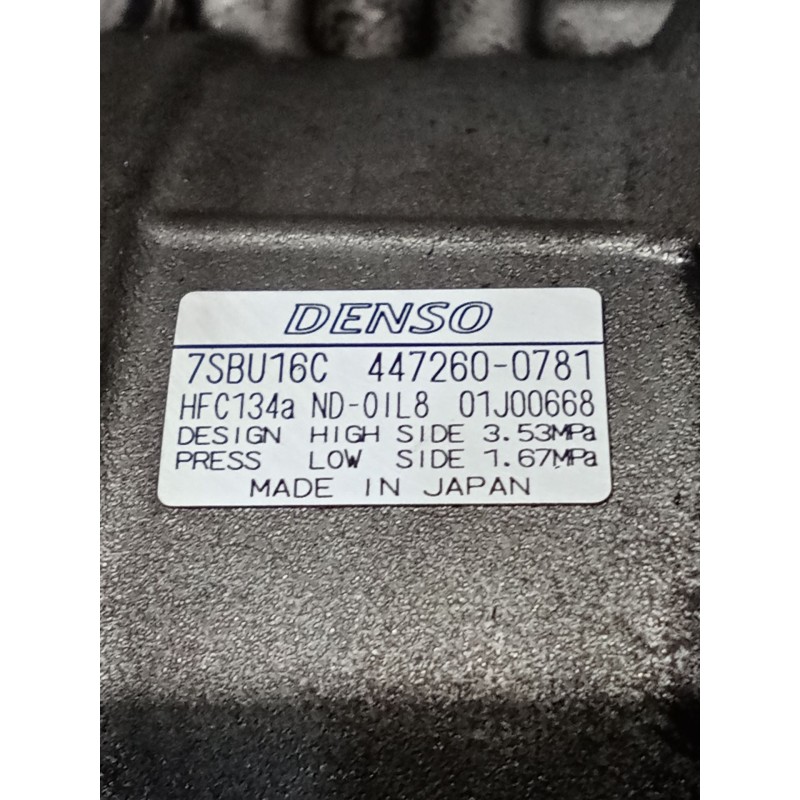 DENSO
7SBU16C 447260-0781
HFC134a ND-OIL8 01J00668
DESIGN HIGH SIDE 3.53MPa
PRESS LOW SIDE 1.67MPa
MADE IN JAPAN